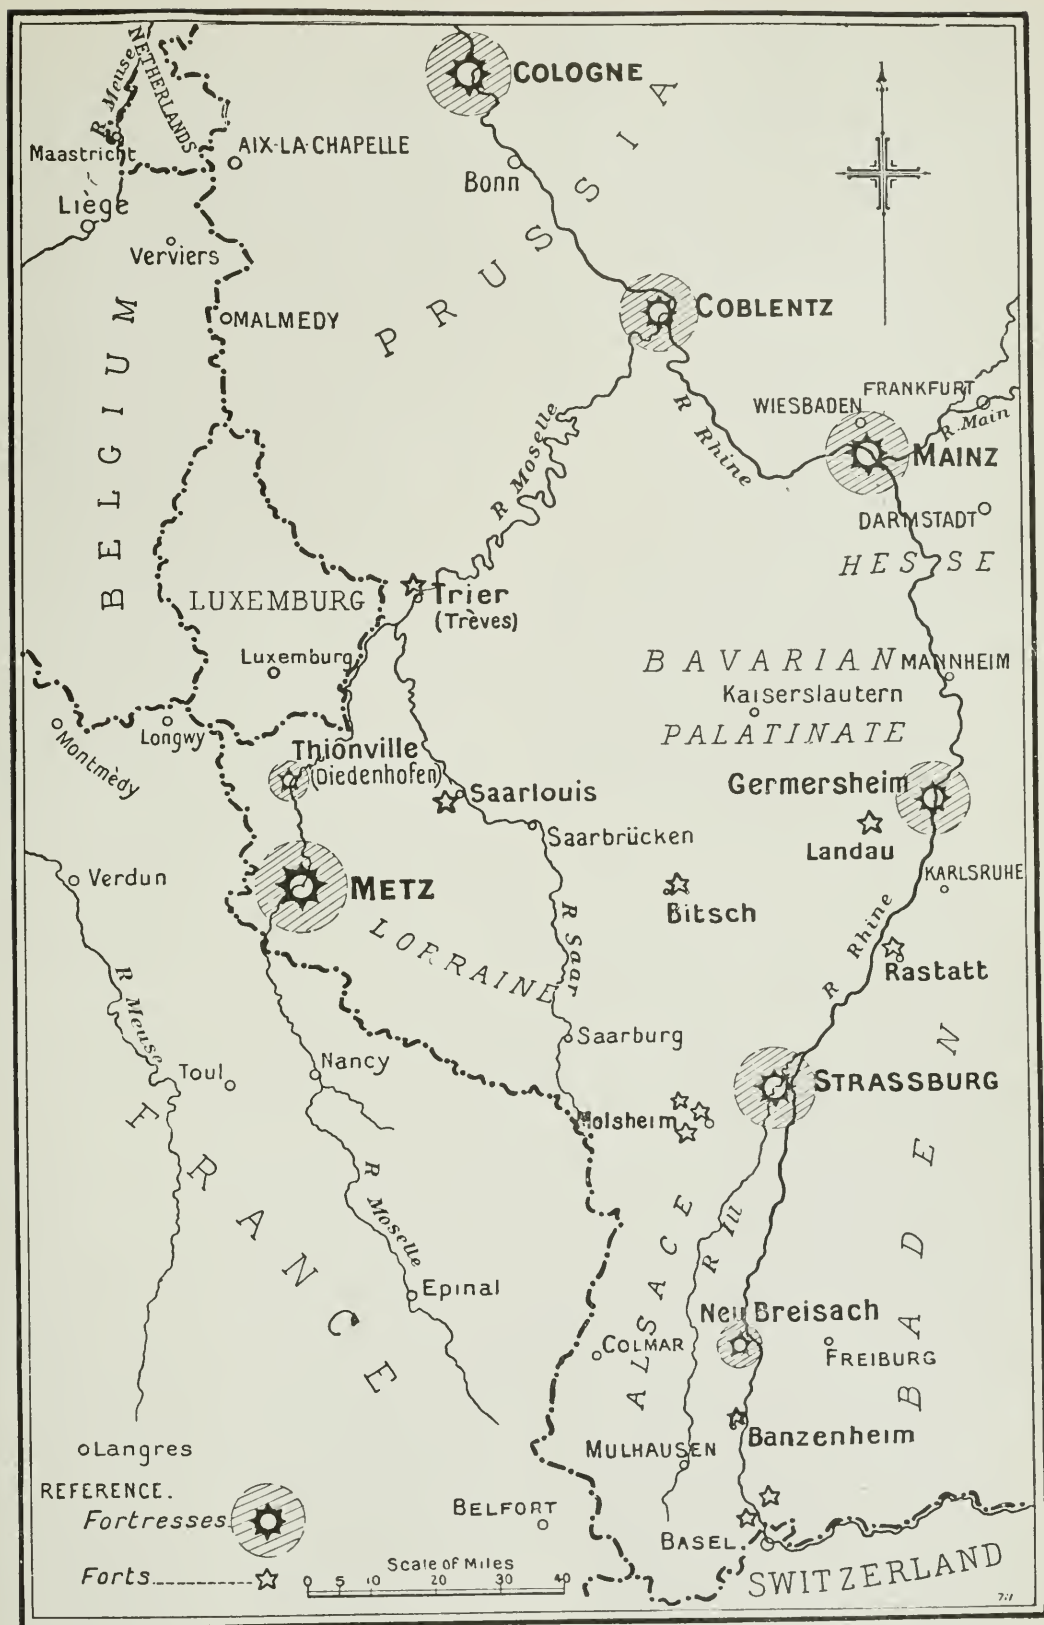 NETHERLANDS
R Meuse
COLOGNE
Maastricht
AIX-LA-CHAPELLE
Bonn
Liège
Verviers
PRUSSIA
MALMEDY
COBLENTZ
BELGIUM
FRANKFURT
WIESBADEN
R. Main
R Rhine
R Moselle
MAINZ
DARMSTADT
HESSE
LUXEMBURG
Trier
(Trèves)
Luxemburg
BAVARIAN
MANNHEIM
Kaiserslautern
PALATINATE
Longwy
Montmèdy
Thionville
(Diedenhofen)
Germersheim
Saarlouis
Saarbrücken
Landau
Verdun
METZ
KARLSRUHE
Bitsch
LORRAINE
R Saar
R Rhine
Rastatt
R Meuse
Saarburg
Nancy
Toul
STRASSBURG
Molsheim
FRANCE
R Moselle
ALSACE
R Ill
BADEN
Epinal
Neu Breisach
COLMAR
FREIBURG
Langres
MULHAUSEN
Banzenheim
REFERENCE.
Fortresses
BELFORT
BASEL.
Forts
Scale of Miles
0 5 10 20 30 40
SWITZERLAND